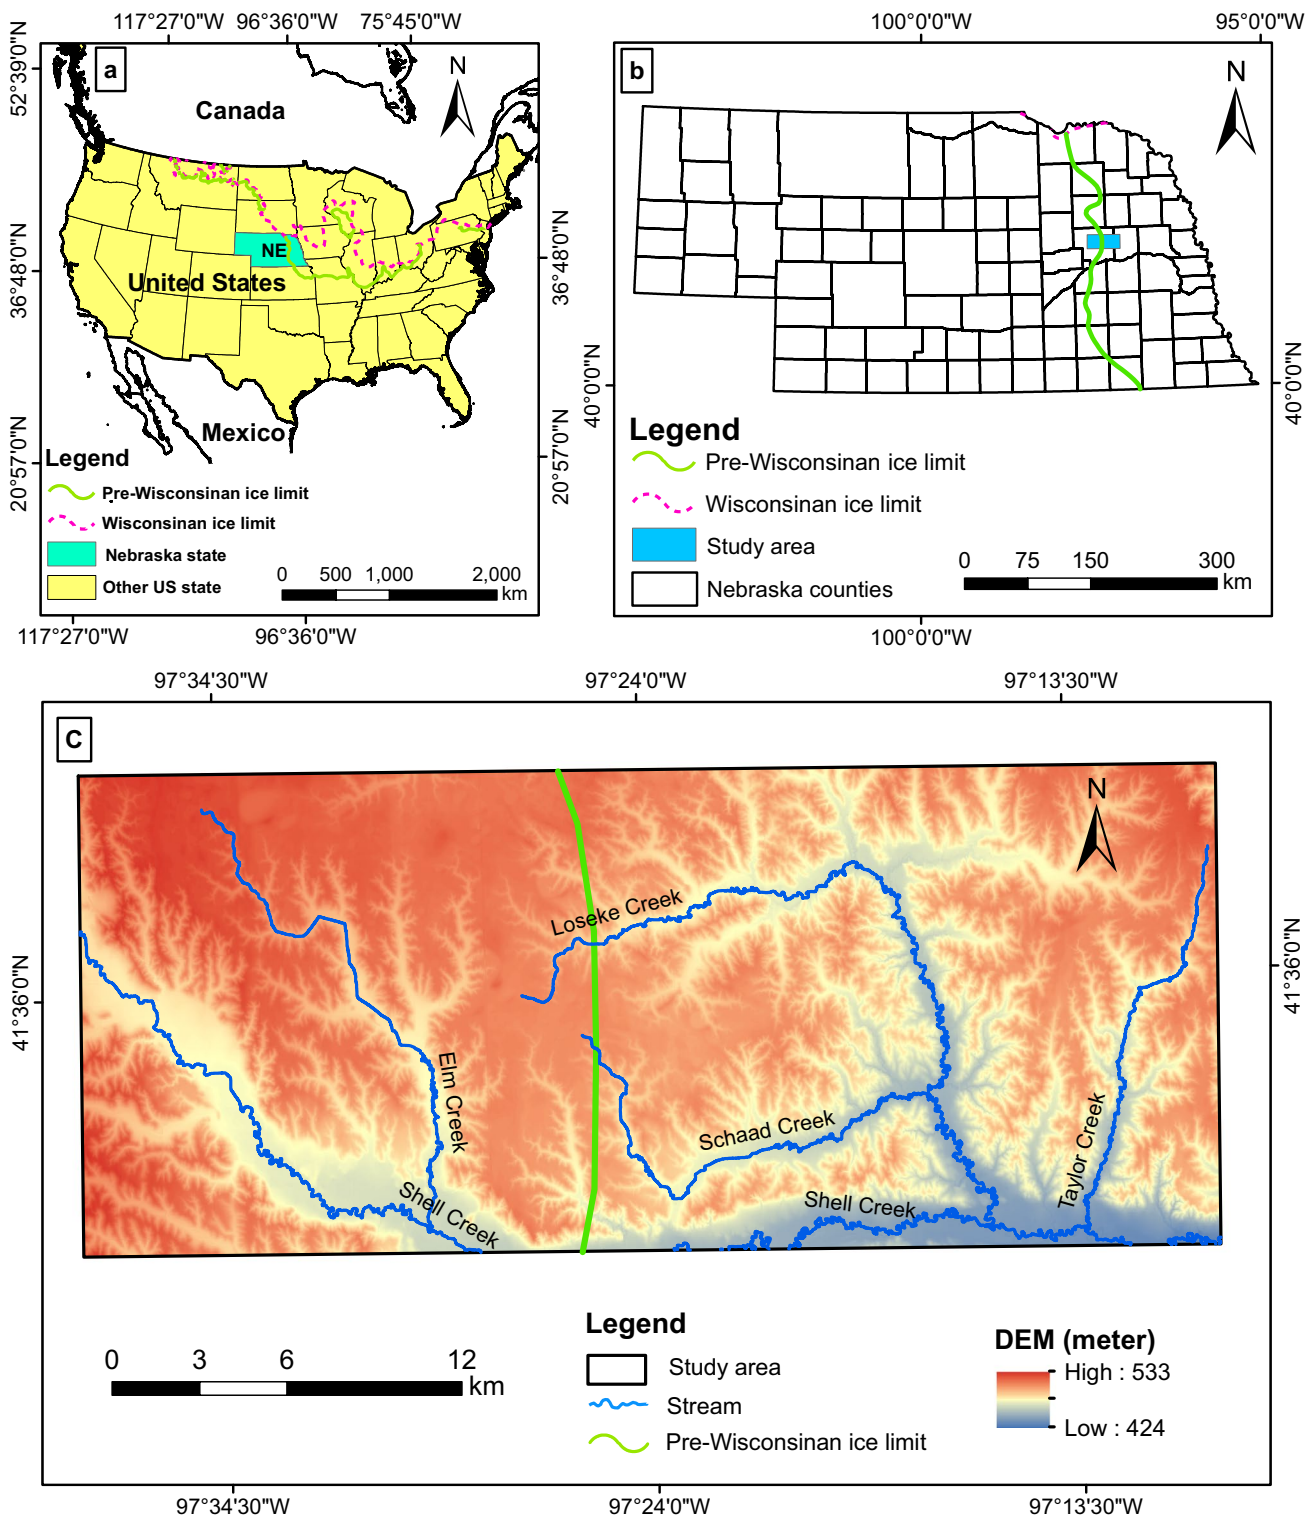 117°27'0"W 96°36'0"W 75°45'0"W
52°39'0"N
36°48'0"N
20°57'0"N
a
N
Canada
NE
United States
Mexico
Legend
Pre-Wisconsinan ice limit
Wisconsinan ice limit
Nebraska state
Other US state
0 500 1,000 2,000
km
36°48'0"N
20°57'0"N
117°27'0"W 96°36'0"W
100°0'0"W 95°0'0"W
b
N
40°0'0"N
40°0'0"N
Legend
Pre-Wisconsinan ice limit
Wisconsinan ice limit
Study area
Nebraska counties
0 75 150 300
km
100°0'0"W
97°34'30"W 97°24'0"W 97°13'30"W
C
N
41°36'0"N
41°36'0"N
Loseke Creek
Elm Creek
Schaad Creek
Taylor Creek
Shell Creek
Shell Creek
0 3 6 12
km
Legend
Study area
Stream
Pre-Wisconsinan ice limit
DEM (meter)
High : 533
Low : 424
97°34'30"W 97°24'0"W 97°13'30"W